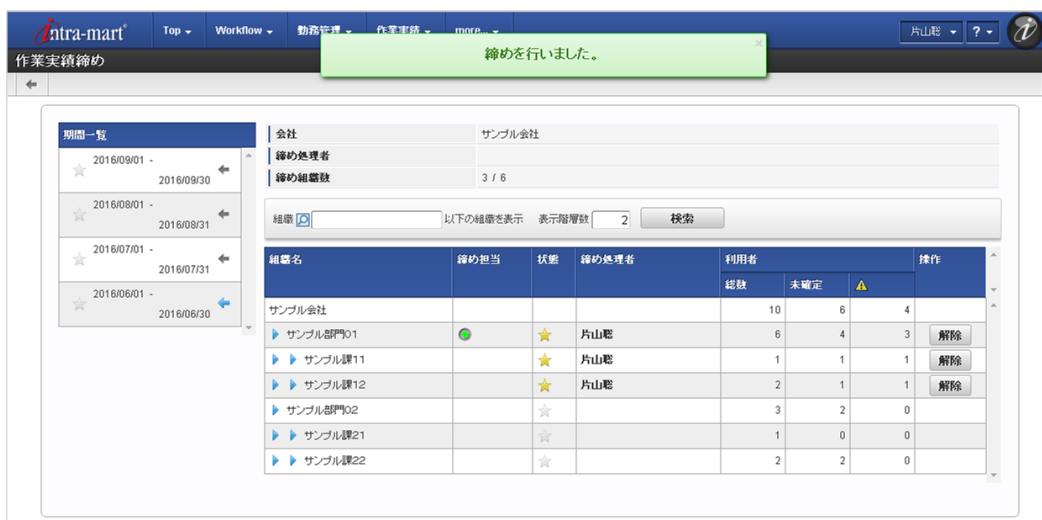 intra-mart® Top Workflow 勤務管理 作業実績 more... 片山聡 ?
締めを行いました。 ×
作業実績締め
期間一覧
2016/09/01 -
2016/09/30
2016/08/01 -
2016/08/31
2016/07/01 -
2016/07/31
2016/06/01 -
2016/06/30
会社 サンプル会社
締め処理者
締め組織数 3 / 6
組織 以下の組織を表示 表示階層数 2 検索
組織名 締め担当 状態 締め処理者 利用者 操作
総数 未確定
サンプル会社 10 6 4
サンプル部門01 片山聡 6 4 3 解除
サンプル課11 片山聡 1 1 1 解除
サンプル課12 片山聡 2 1 1 解除
サンプル部門02 3 2 0
サンプル課21 1 0 0
サンプル課22 2 2 0